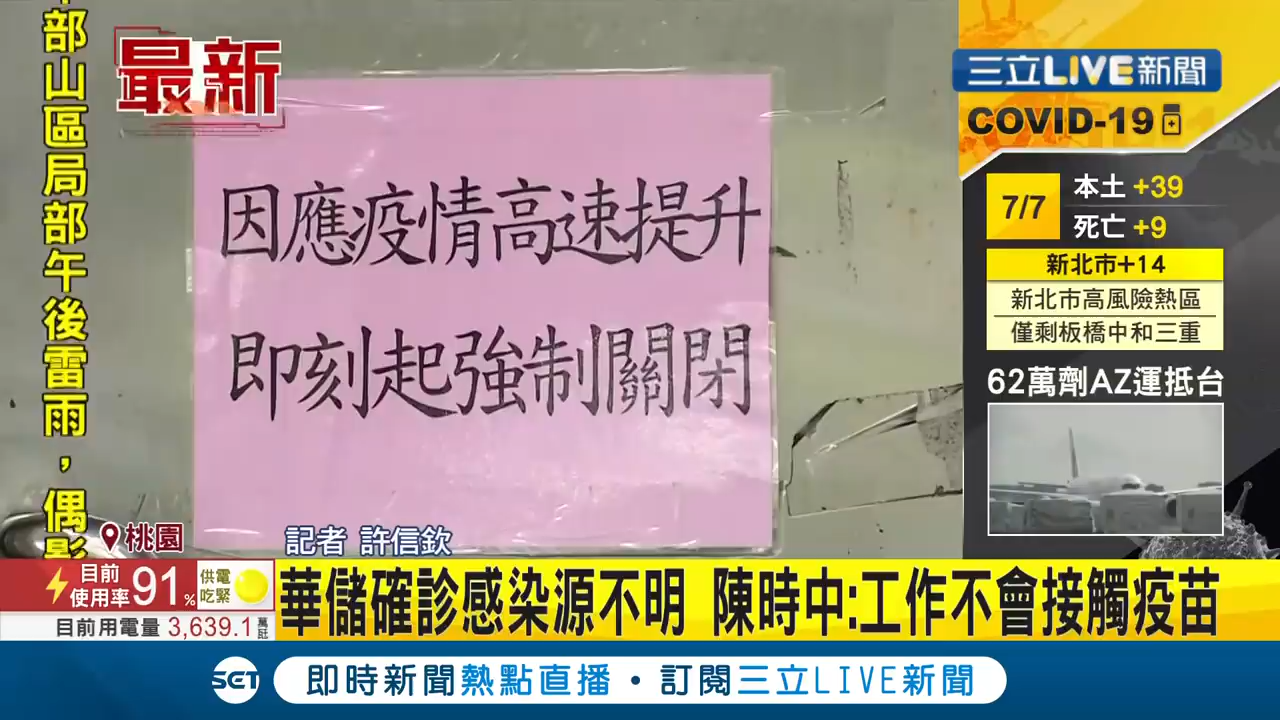 部山區局部午後雷雨，偶
最新
因應疫情高速提升
即刻起強制關閉
三立LIVE新聞
COVID-19
7/7
本土 +39
死亡 +9
新北市+14
新北市高風險熱區
僅剩板橋中和三重
62萬劑AZ運抵台
桃園
記者 許信欽
目前使用率91%
供電吃緊
目前用電量 3,639.1萬瓩
華儲確診感染源不明 陳時中:工作不會接觸疫苗
SET
即時新聞熱點直播・訂閱三立LIVE新聞